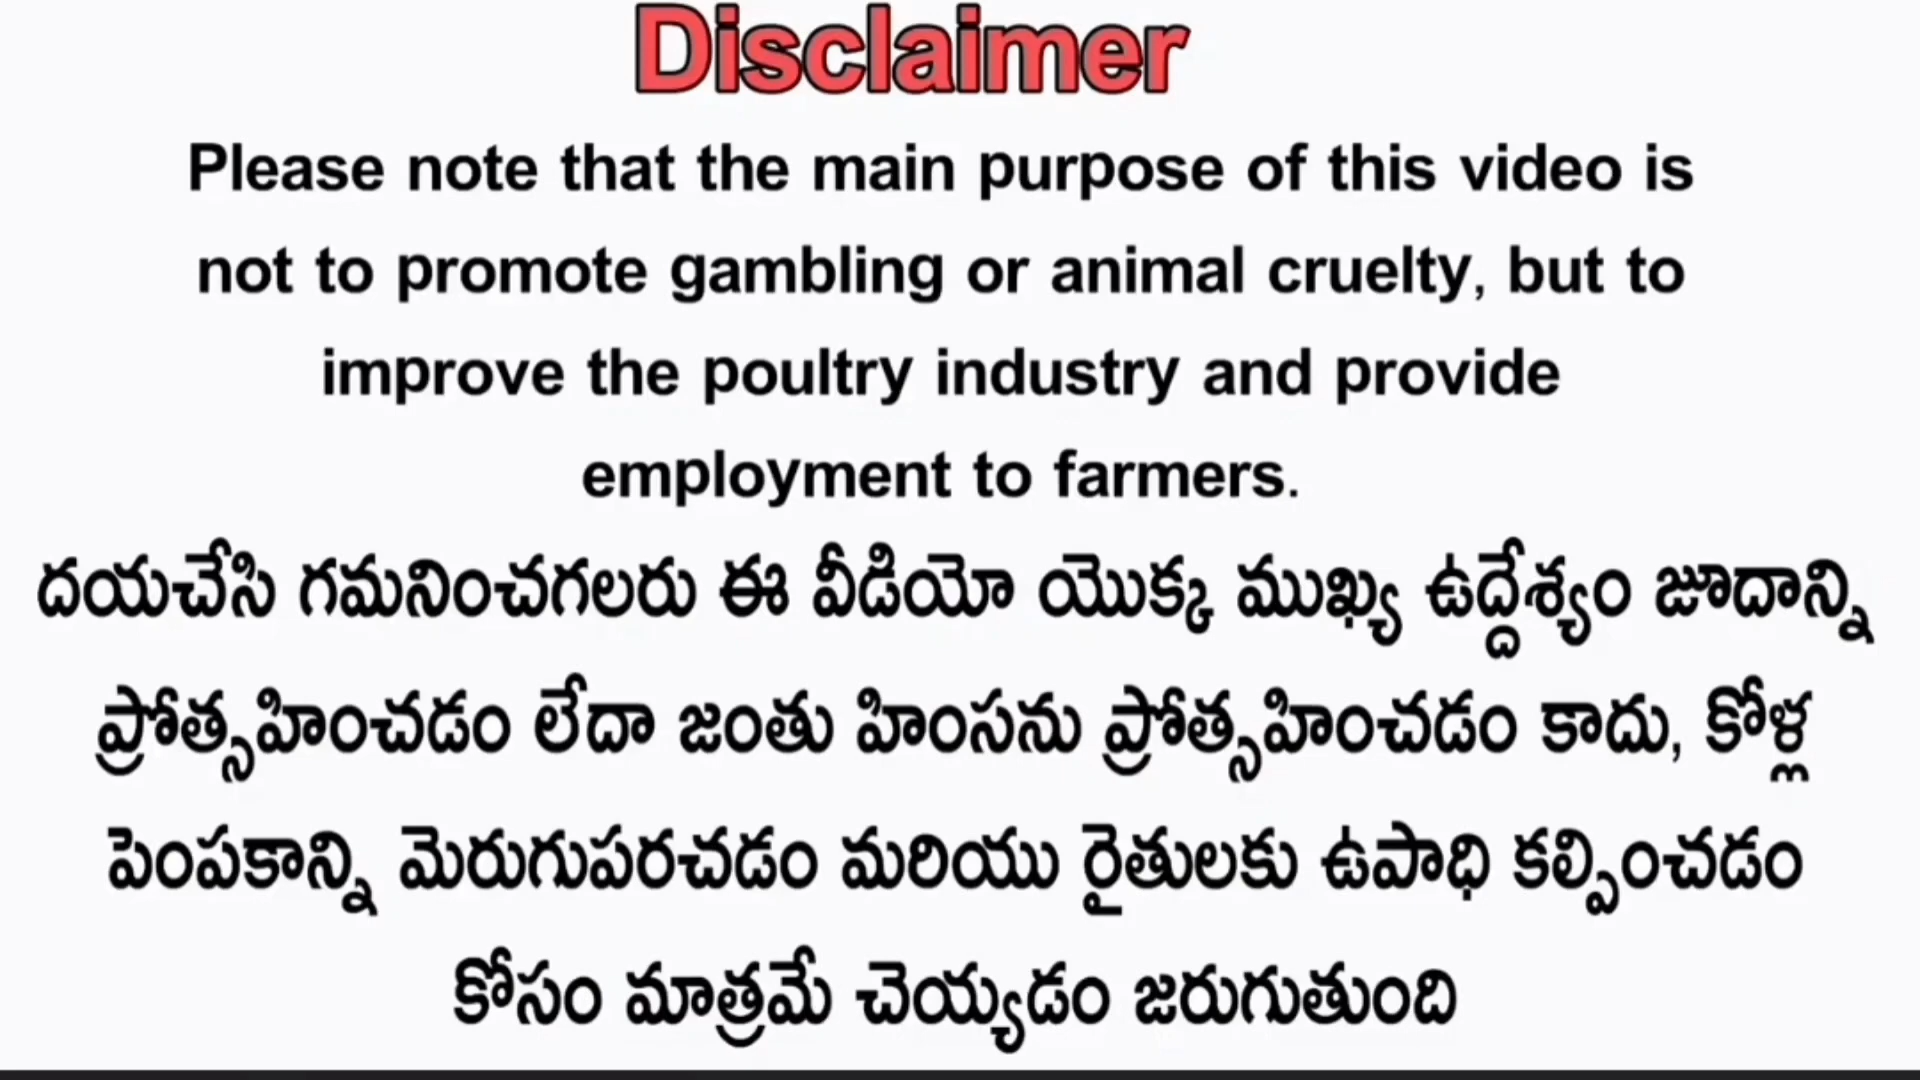 Disclaimer
Please note that the main purpose of this video is
not to promote gambling or animal cruelty, but to
improve the poultry industry and provide
employment to farmers.
దయచేసి గమనించగలరు ఈ వీడియో యొక్క ముఖ్య ఉద్దేశ్యం జూదాన్ని
ప్రోత్సహించడం లేదా జంతు హింసను ప్రోత్సహించడం కాదు, కోళ్ల
పెంపకాన్ని మెరుగుపరచడం మరియు రైతులకు ఉపాధి కల్పించడం
కోసం మాత్రమే చెయ్యడం జరుగుతుంది